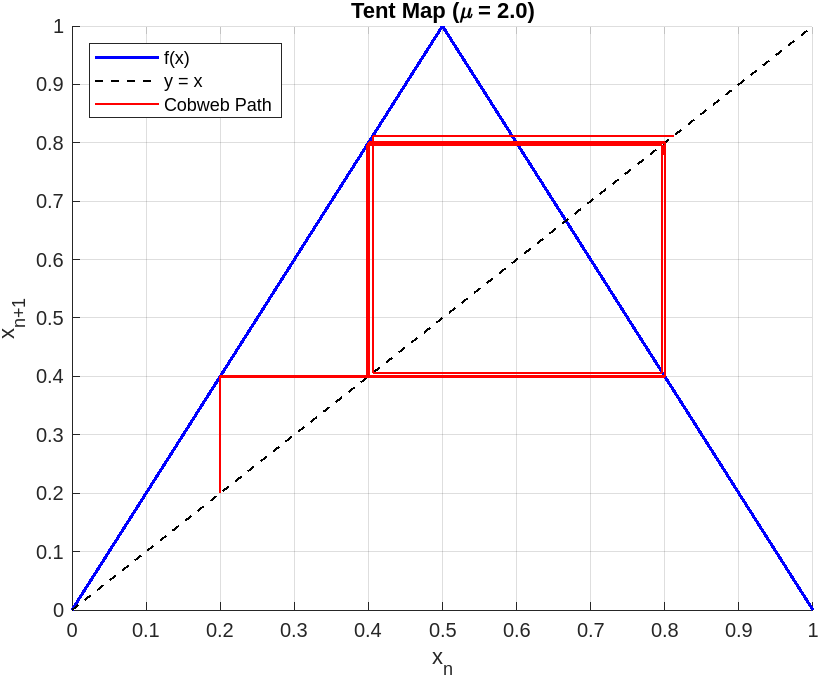 Tent Map (μ = 2.0)
f(x)
y = x
Cobweb Path
1
0.9
0.8
0.7
0.6
0.5
0.4
0.3
0.2
0.1
0
x_{n+1}
0 0.1 0.2 0.3 0.4 0.5 0.6 0.7 0.8 0.9 1
x_n